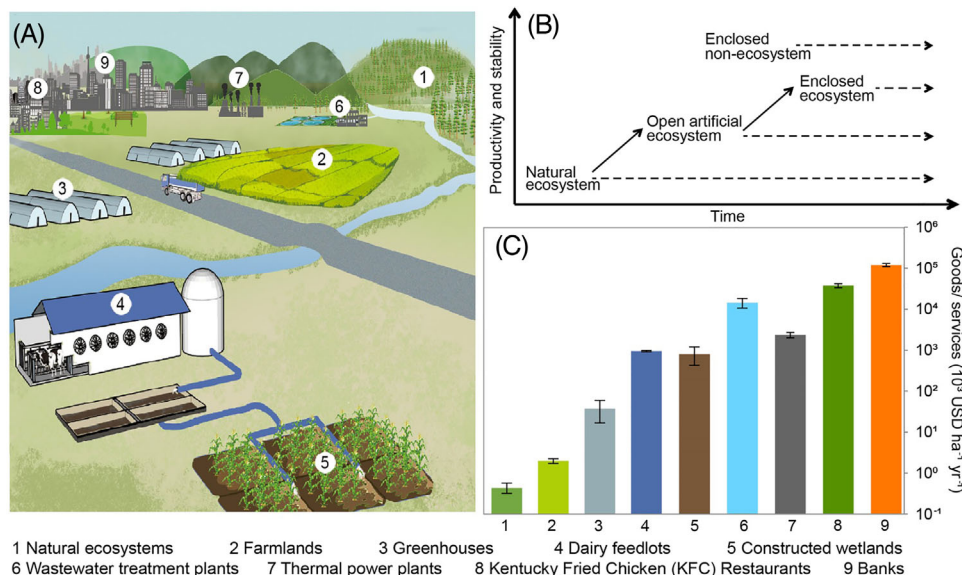 (A)
9
8
7
1
6
2
3
4
5
(B)
Productivity and stability
Enclosed
non-ecosystem
Enclosed
ecosystem
Open artificial
ecosystem
Natural
ecosystem
Time
(C)
10⁶
10⁵
10⁴
10³
10²
10¹
10⁰
10⁻¹
Goods/ services (10³ USD ha⁻¹ yr⁻¹)
1 2 3 4 5 6 7 8 9
1 Natural ecosystems 2 Farmlands 3 Greenhouses 4 Dairy feedlots 5 Constructed wetlands
6 Wastewater treatment plants 7 Thermal power plants 8 Kentucky Fried Chicken (KFC) Restaurants 9 Banks